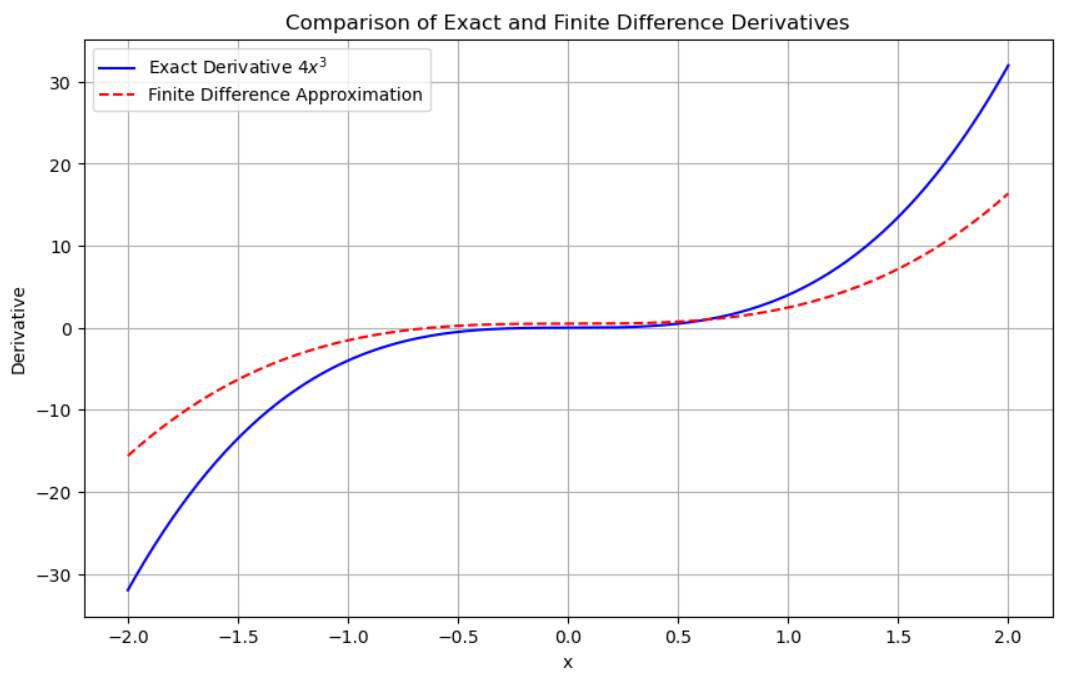 Comparison of Exact and Finite Difference Derivatives
Exact Derivative 4x³
Finite Difference Approximation
Derivative
30
20
10
0
−10
−20
−30
−2.0 −1.5 −1.0 −0.5 0.0 0.5 1.0 1.5 2.0
x